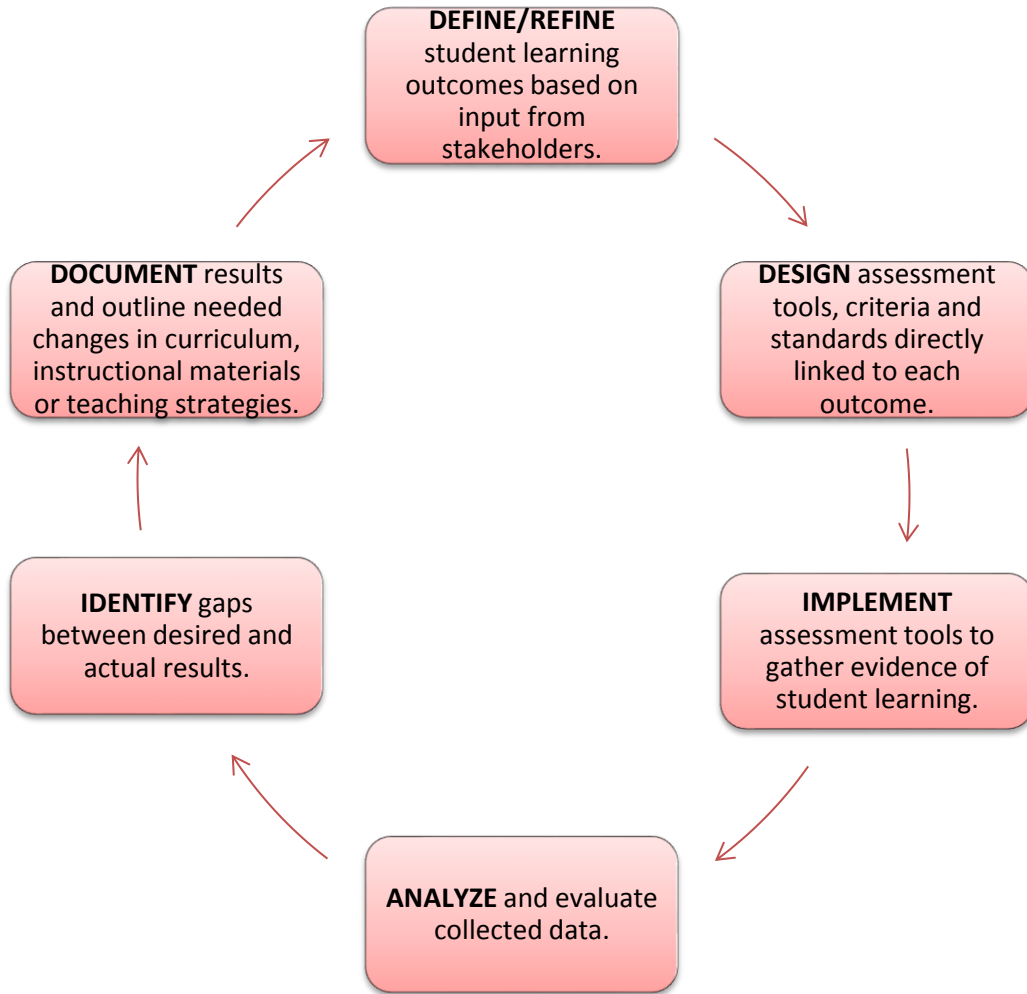 DEFINE/REFINE
student learning
outcomes based on
input from
stakeholders.
DESIGN assessment
tools, criteria and
standards directly
linked to each
outcome.
IMPLEMENT
assessment tools to
gather evidence of
student learning.
ANALYZE and evaluate
collected data.
IDENTIFY gaps
between desired and
actual results.
DOCUMENT results
and outline needed
changes in curriculum,
instructional materials
or teaching strategies.